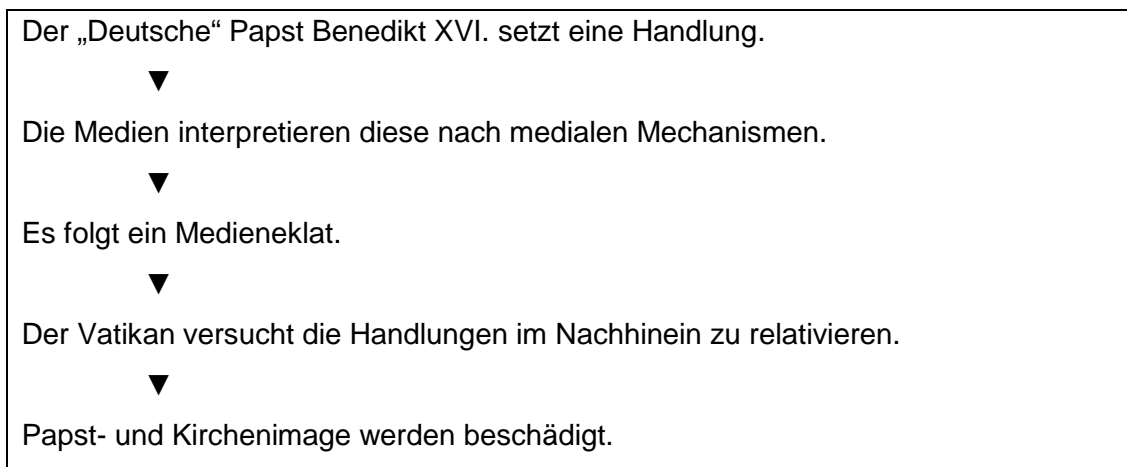 Der „Deutsche“ Papst Benedikt XVI. setzt eine Handlung.
▼
Die Medien interpretieren diese nach medialen Mechanismen.
▼
Es folgt ein Medieneklat.
▼
Der Vatikan versucht die Handlungen im Nachhinein zu relativieren.
▼
Papst- und Kirchenimage werden beschädigt.